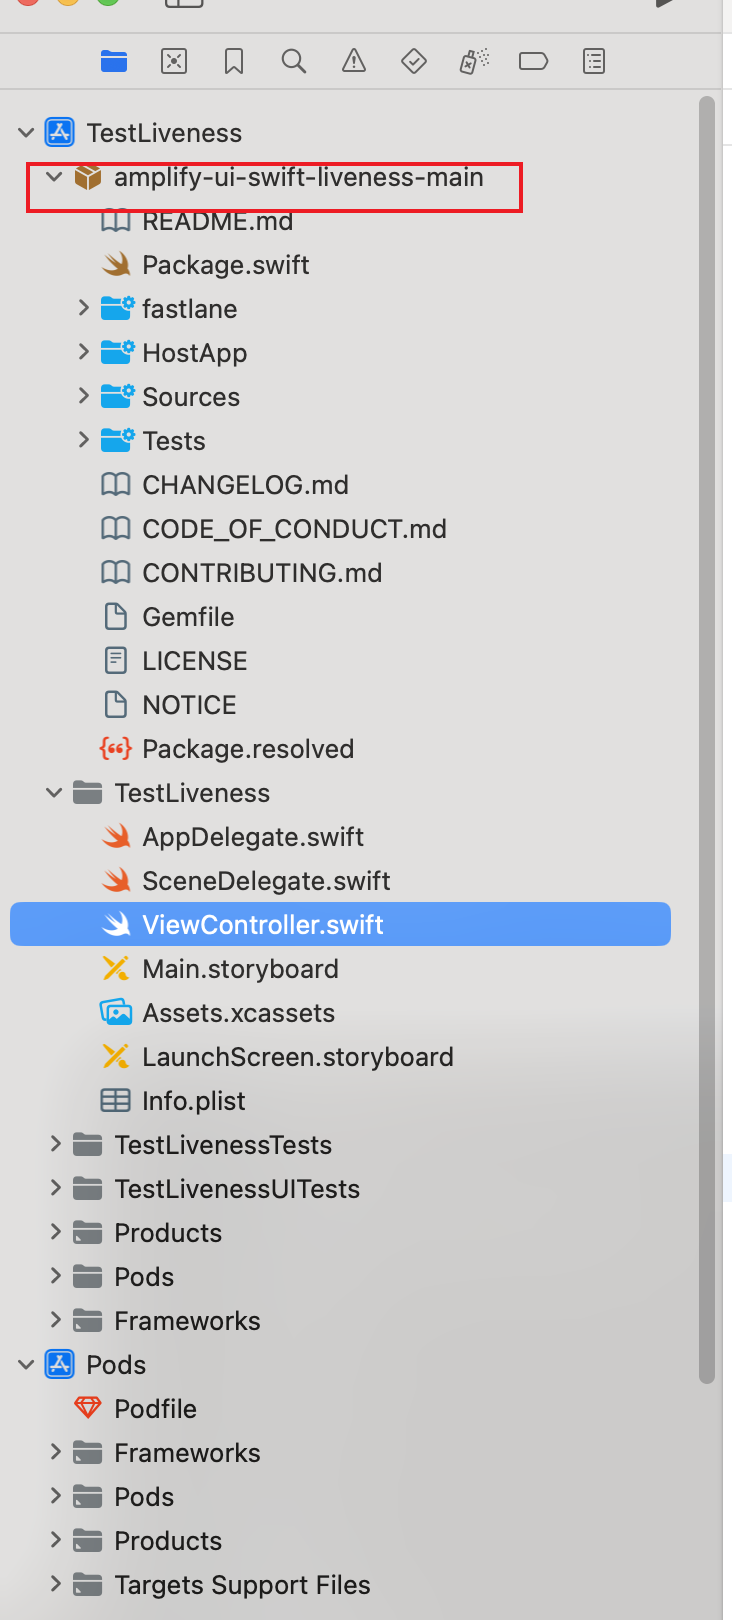 TestLiveness
amplify-ui-swift-liveness-main
README.md
Package.swift
fastlane
HostApp
Sources
Tests
CHANGELOG.md
CODE_OF_CONDUCT.md
CONTRIBUTING.md
Gemfile
LICENSE
NOTICE
Package.resolved
TestLiveness
AppDelegate.swift
SceneDelegate.swift
ViewController.swift
Main.storyboard
Assets.xcassets
LaunchScreen.storyboard
Info.plist
TestLivenessTests
TestLivenessUITests
Products
Pods
Frameworks
Pods
Podfile
Frameworks
Pods
Products
Targets Support Files